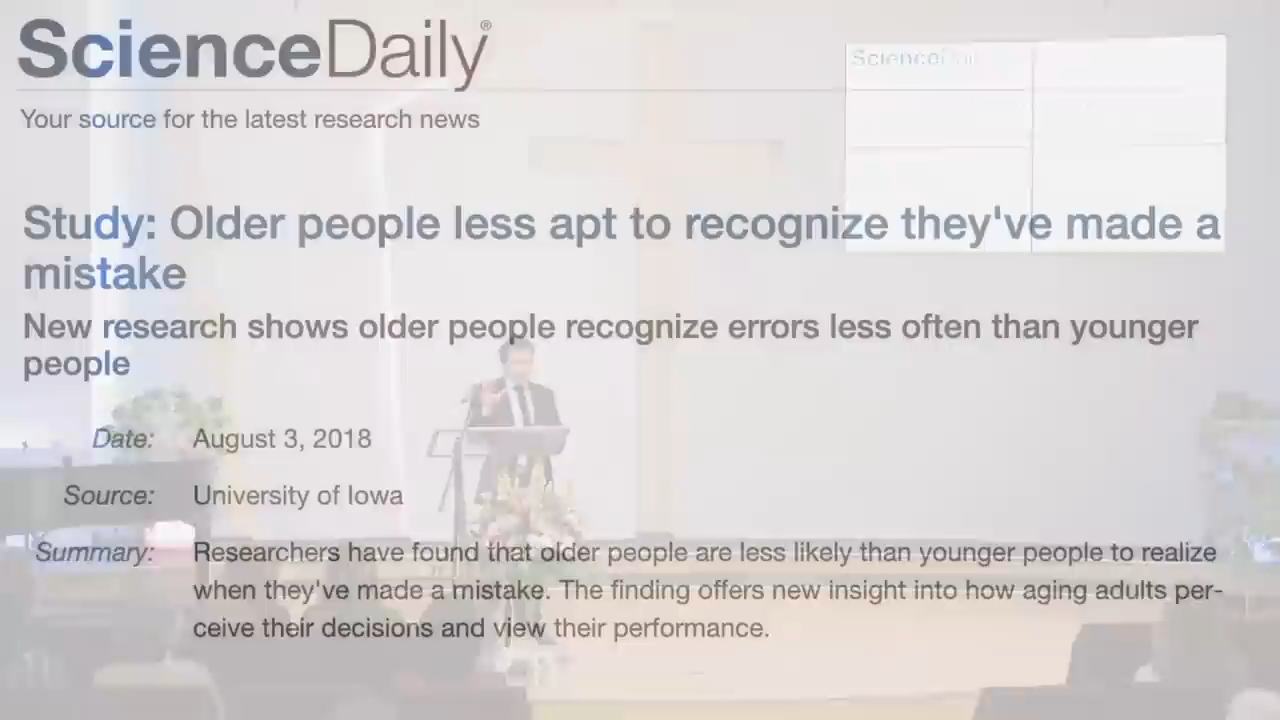 ScienceDaily®
Your source for the latest research news
ScienceDaily
Study: Older people less apt to recognize they've made a
mistake
New research shows older people recognize errors less often than younger
people
Date: August 3, 2018
Source: University of Iowa
Summary: Researchers have found that older people are less likely than younger people to realize
when they've made a mistake. The finding offers new insight into how aging adults per-
ceive their decisions and view their performance.